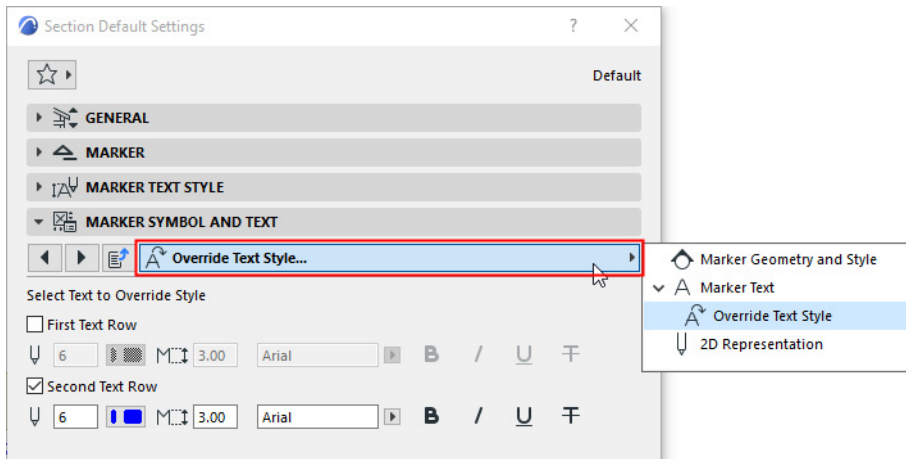 Section Default Settings ?
Default
GENERAL
MARKER
MARKER TEXT STYLE
MARKER SYMBOL AND TEXT
Override Text Style...
Marker Geometry and Style
Marker Text
Override Text Style
2D Representation
Select Text to Override Style
First Text Row
6 3.00 Arial B I U T
Second Text Row
6 3.00 Arial B I U T